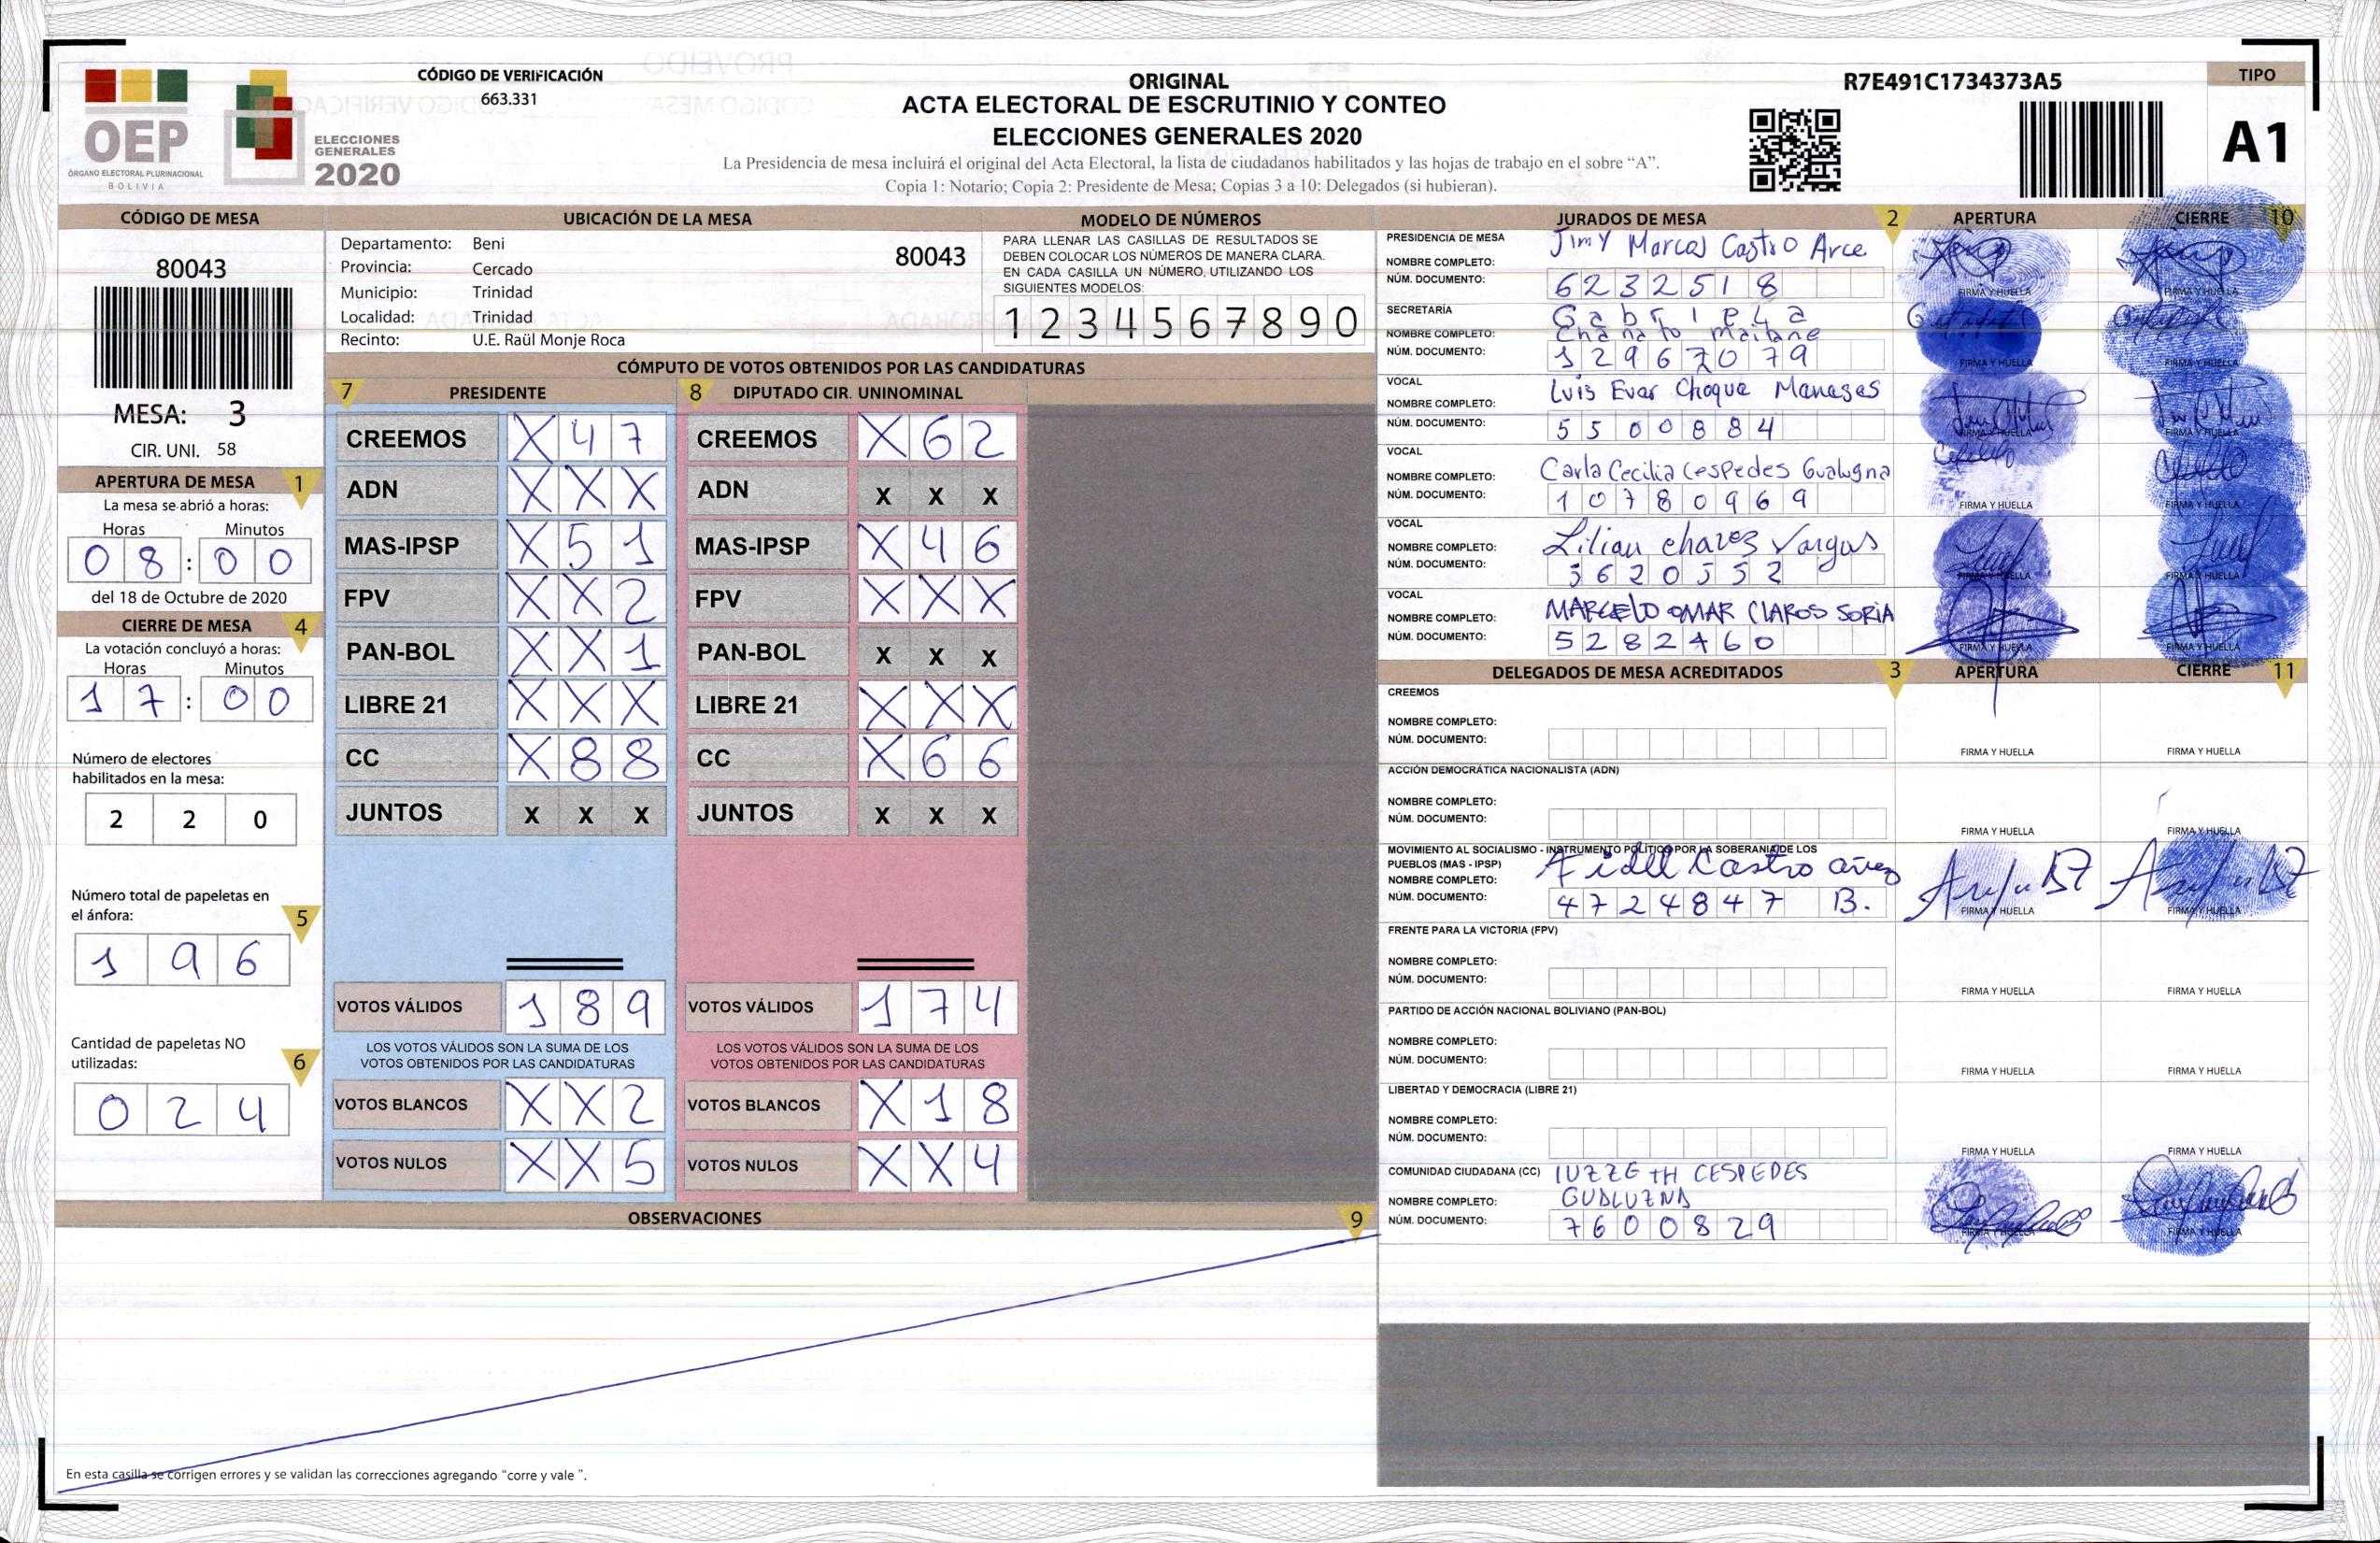 CÓDIGO DE VERIFICACIÓN
663.331
OEP
ÓRGANO ELECTORAL PLURINACIONAL
BOLIVIA
ELECCIONES
GENERALES
2020
ORIGINAL
ACTA ELECTORAL DE ESCRUTINIO Y CONTEO
ELECCIONES GENERALES 2020
La Presidencia de mesa incluirá el original del Acta Electoral, la lista de ciudadanos habilitados y las hojas de trabajo en el sobre “A”.
Copia 1: Notario; Copia 2: Presidente de Mesa; Copias 3 a 10: Delegados (si hubieran).
R7E491C1734373A5
TIPO
A1
CÓDIGO DE MESA
80043
MESA: 3
CIR. UNI. 58
APERTURA DE MESA 1
La mesa se abrió a horas:
Horas Minutos
08:00
del 18 de Octubre de 2020
CIERRE DE MESA 4
La votación concluyó a horas:
Horas Minutos
17:00
Número de electores
habilitados en la mesa:
2 2 0
Número total de papeletas en
el ánfora: 5
1 9 6
Cantidad de papeletas NO
utilizadas: 6
0 2 4
UBICACIÓN DE LA MESA
Departamento: Beni 80043
Provincia: Cercado
Municipio: Trinidad
Localidad: Trinidad
Recinto: U.E. Raül Monje Roca
MODELO DE NÚMEROS
PARA LLENAR LAS CASILLAS DE RESULTADOS SE
DEBEN COLOCAR LOS NÚMEROS DE MANERA CLARA.
EN CADA CASILLA UN NÚMERO, UTILIZANDO LOS
SIGUIENTES MODELOS:
1 2 3 4 5 6 7 8 9 0
CÓMPUTO DE VOTOS OBTENIDOS POR LAS CANDIDATURAS
7 PRESIDENTE 8 DIPUTADO CIR. UNINOMINAL
CREEMOS X 4 7 CREEMOS X 6 2
ADN X X X ADN X X X
MAS-IPSP X 5 1 MAS-IPSP X 4 6
FPV X X 2 FPV X X X
PAN-BOL X X 1 PAN-BOL X X X
LIBRE 21 X X X LIBRE 21 X X X
CC X 8 8 CC X 6 6
JUNTOS X X X JUNTOS X X X
VOTOS VÁLIDOS 1 8 9 VOTOS VÁLIDOS 1 7 4
LOS VOTOS VÁLIDOS SON LA SUMA DE LOS LOS VOTOS VÁLIDOS SON LA SUMA DE LOS
VOTOS OBTENIDOS POR LAS CANDIDATURAS VOTOS OBTENIDOS POR LAS CANDIDATURAS
VOTOS BLANCOS X X 2 VOTOS BLANCOS X 1 8
VOTOS NULOS X X 5 VOTOS NULOS X X 4
OBSERVACIONES 9
En esta casilla se corrigen errores y se validan las correcciones agregando “corre y vale ”.
JURADOS DE MESA 2 APERTURA CIERRE 10
PRESIDENCIA DE MESA Jimy Marcos Castro Arce
NOMBRE COMPLETO:
NÚM. DOCUMENTO: 6232518
FIRMA Y HUELLA FIRMA Y HUELLA
SECRETARÍA Gabriela
NOMBRE COMPLETO:
NÚM. DOCUMENTO: 12967079
FIRMA Y HUELLA FIRMA Y HUELLA
VOCAL Luis Evar Choque Maneses
NOMBRE COMPLETO:
NÚM. DOCUMENTO: 5500884
FIRMA Y HUELLA FIRMA Y HUELLA
VOCAL
NOMBRE COMPLETO: Carla Cecilia Cespedes
NÚM. DOCUMENTO: 10780969
FIRMA Y HUELLA FIRMA Y HUELLA
VOCAL
NOMBRE COMPLETO: Lilian chavez Vargas
NÚM. DOCUMENTO: 5620552
FIRMA Y HUELLA FIRMA Y HUELLA
VOCAL
NOMBRE COMPLETO: MARCELO OMAR CLAROS SORIA
NÚM. DOCUMENTO: 5282460
FIRMA Y HUELLA FIRMA Y HUELLA
DELEGADOS DE MESA ACREDITADOS 3 APERTURA CIERRE 11
CREEMOS
NOMBRE COMPLETO:
NÚM. DOCUMENTO:
FIRMA Y HUELLA FIRMA Y HUELLA
ACCIÓN DEMOCRÁTICA NACIONALISTA (ADN)
NOMBRE COMPLETO:
NÚM. DOCUMENTO:
FIRMA Y HUELLA FIRMA Y HUELLA
MOVIMIENTO AL SOCIALISMO - INSTRUMENTO POLÍTICO POR LA SOBERANIA DE LOS
PUEBLOS (MAS - IPSP)
NOMBRE COMPLETO: Fidel Castro
NÚM. DOCUMENTO: 4724847 B.
FIRMA Y HUELLA FIRMA Y HUELLA
FRENTE PARA LA VICTORIA (FPV)
NOMBRE COMPLETO:
NÚM. DOCUMENTO:
FIRMA Y HUELLA FIRMA Y HUELLA
PARTIDO DE ACCIÓN NACIONAL BOLIVIANO (PAN-BOL)
NOMBRE COMPLETO:
NÚM. DOCUMENTO:
FIRMA Y HUELLA FIRMA Y HUELLA
LIBERTAD Y DEMOCRACIA (LIBRE 21)
NOMBRE COMPLETO:
NÚM. DOCUMENTO:
FIRMA Y HUELLA FIRMA Y HUELLA
COMUNIDAD CIUDADANA (CC) CESPEDES
NOMBRE COMPLETO:
NÚM. DOCUMENTO: 7600829
FIRMA Y HUELLA FIRMA Y HUELLA